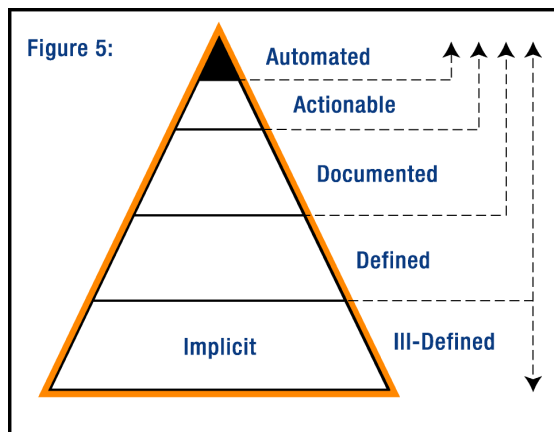 Figure 5:
Automated
Actionable
Documented
Defined
Implicit
Ill-Defined